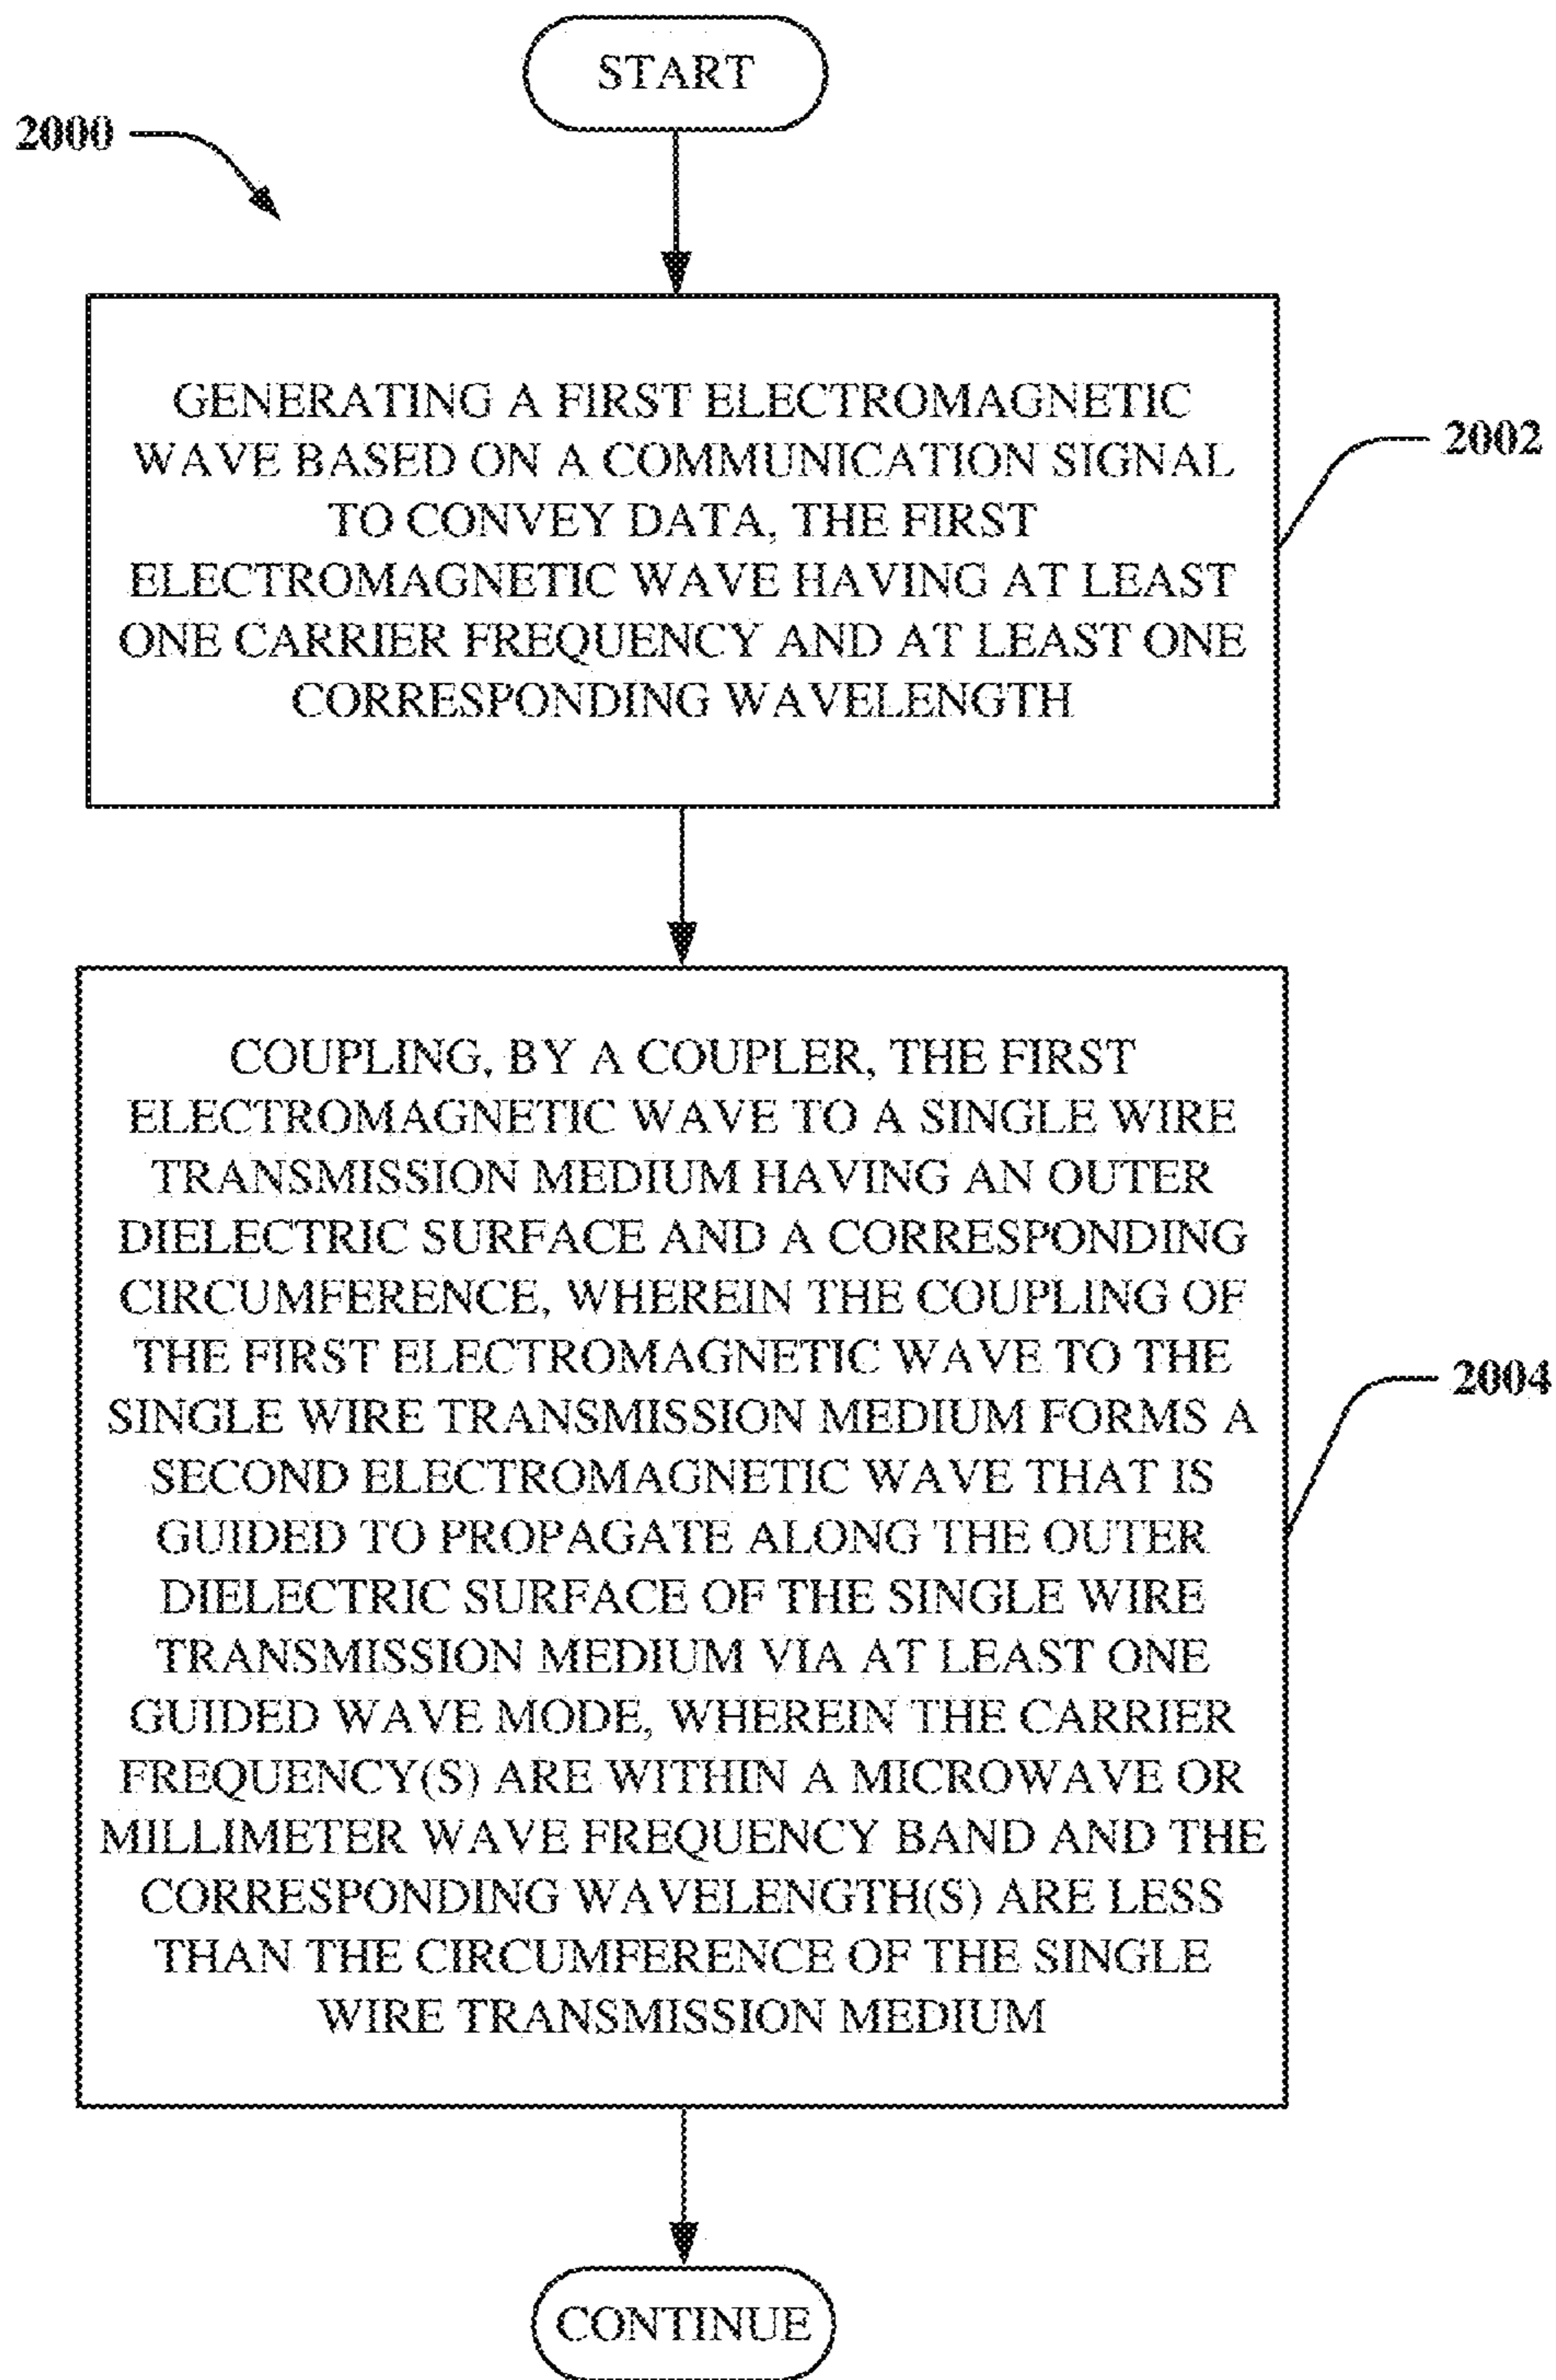 START
2000
GENERATING A FIRST ELECTROMAGNETIC
WAVE BASED ON A COMMUNICATION SIGNAL
TO CONVEY DATA, THE FIRST
ELECTROMAGNETIC WAVE HAVING AT LEAST
ONE CARRIER FREQUENCY AND AT LEAST ONE
CORRESPONDING WAVELENGTH
2002
COUPLING, BY A COUPLER, THE FIRST
ELECTROMAGNETIC WAVE TO A SINGLE WIRE
TRANSMISSION MEDIUM HAVING AN OUTER
DIELECTRIC SURFACE AND A CORRESPONDING
CIRCUMFERENCE, WHEREIN THE COUPLING OF
THE FIRST ELECTROMAGNETIC WAVE TO THE
SINGLE WIRE TRANSMISSION MEDIUM FORMS A
SECOND ELECTROMAGNETIC WAVE THAT IS
GUIDED TO PROPAGATE ALONG THE OUTER
DIELECTRIC SURFACE OF THE SINGLE WIRE
TRANSMISSION MEDIUM VIA AT LEAST ONE
GUIDED WAVE MODE, WHEREIN THE CARRIER
FREQUENCY(S) ARE WITHIN A MICROWAVE OR
MILLIMETER WAVE FREQUENCY BAND AND THE
CORRESPONDING WAVELENGTH(S) ARE LESS
THAN THE CIRCUMFERENCE OF THE SINGLE
WIRE TRANSMISSION MEDIUM
2004
CONTINUE